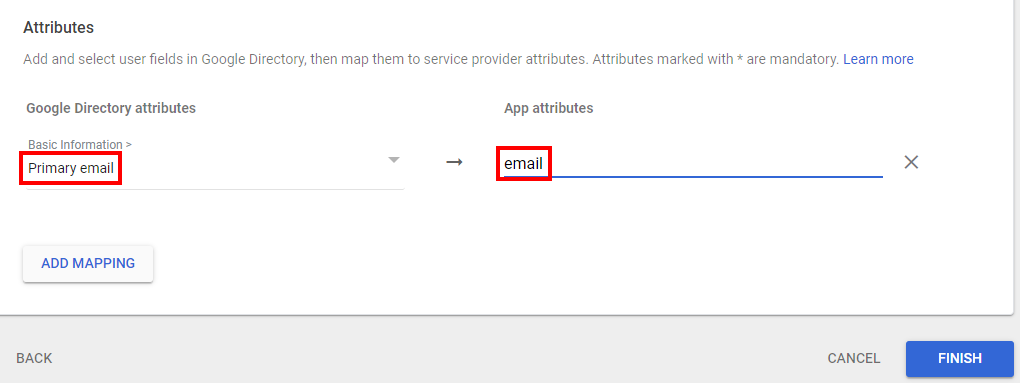 Attributes
Add and select user fields in Google Directory, then map them to service provider attributes. Attributes marked with * are mandatory. Learn more
Google Directory attributes
App attributes
Basic Information >
Primary email
email
ADD MAPPING
BACK
CANCEL
FINISH